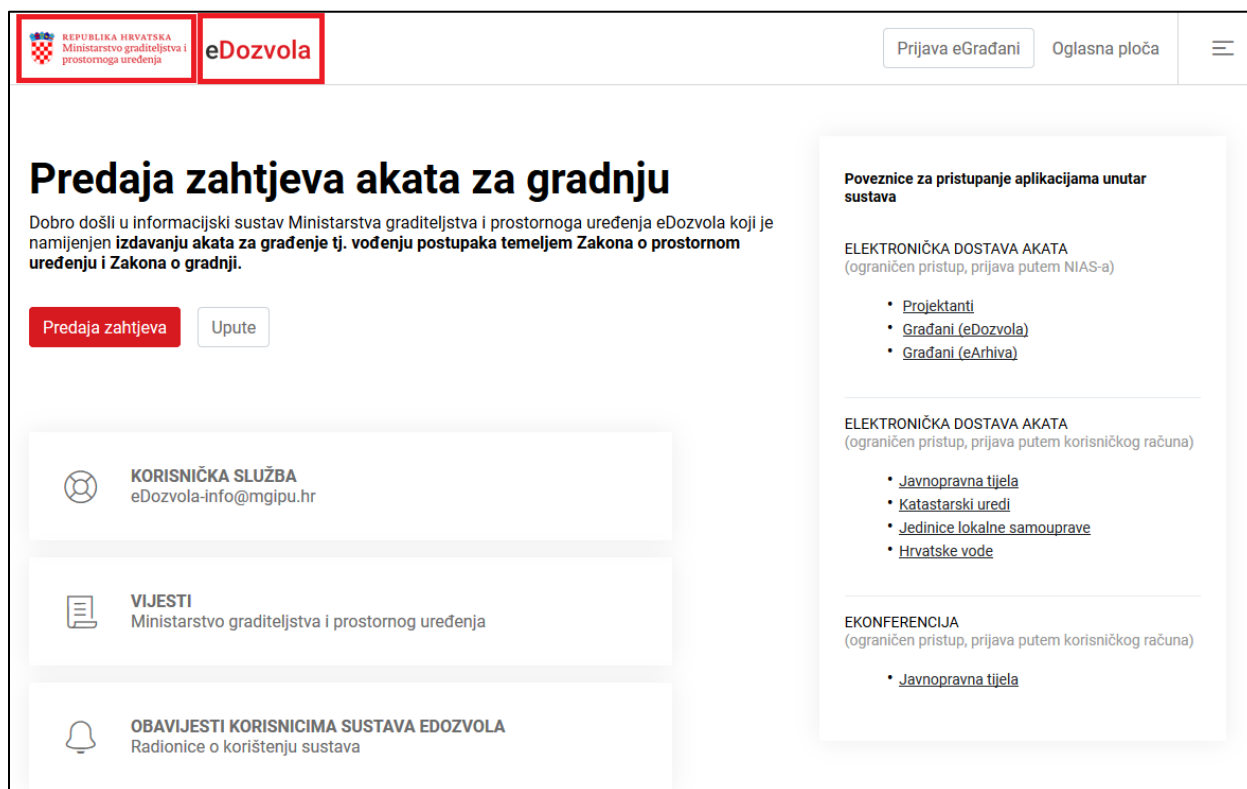 REPUBLIKA HRVATSKA
Ministarstvo graditeljstva i
prostornoga uređenja
eDozvola
Prijava eGrađani
Oglasna ploča
Predaja zahtjeva akata za gradnju
Dobro došli u informacijski sustav Ministarstva graditeljstva i prostornoga uređenja eDozvola koji je
namijenjen izdavanju akata za građenje tj. vođenju postupaka temeljem Zakona o prostornom
uređenju i Zakona o gradnji.
Predaja zahtjeva
Upute
KORISNIČKA SLUŽBA
eDozvola-info@mgipu.hr
VIJESTI
Ministarstvo graditeljstva i prostornog uređenja
OBAVIJESTI KORISNICIMA SUSTAVA EDOZVOLA
Radionice o korištenju sustava
Poveznice za pristupanje aplikacijama unutar
sustava
ELEKTRONIČKA DOSTAVA AKATA
(ograničen pristup, prijava putem NIAS-a)
• Projektanti
• Građani (eDozvola)
• Građani (eArhiva)
ELEKTRONIČKA DOSTAVA AKATA
(ograničen pristup, prijava putem korisničkog računa)
• Javnopravna tijela
• Katastarski uredi
• Jedinice lokalne samouprave
• Hrvatske vode
EKONFERENCIJA
(ograničen pristup, prijava putem korisničkog računa)
• Javnopravna tijela